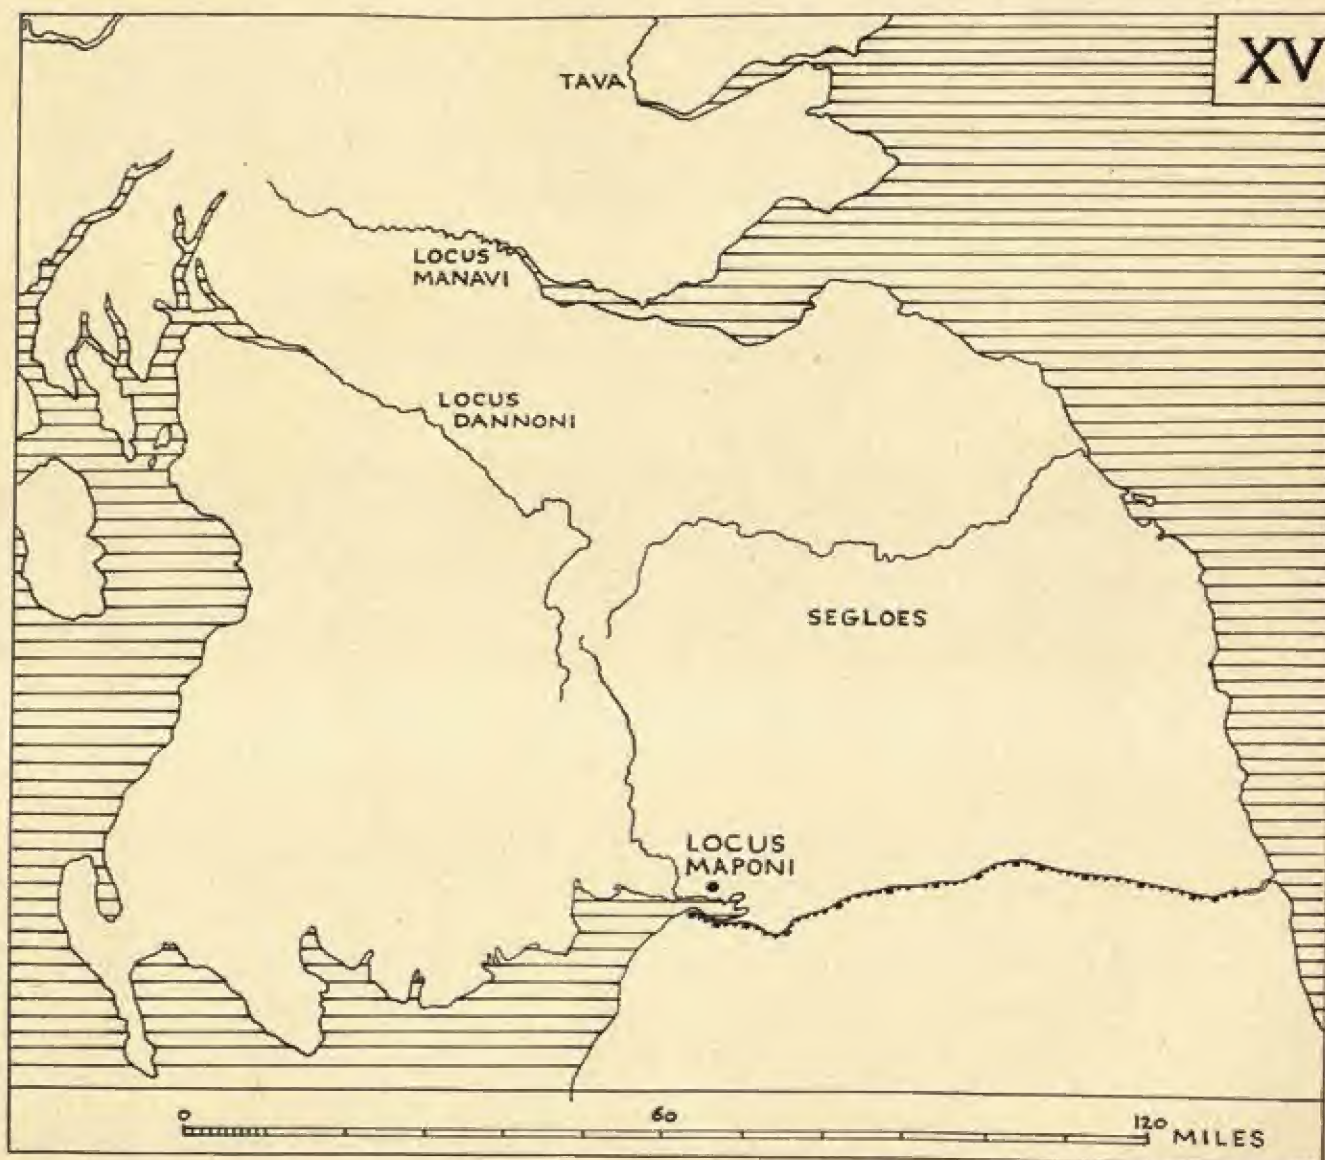 XV
TAVA
LOCUS
MANAVI
LOCUS
DANNONI
SEGLOES
LOCUS
MAPONI
0 60 120 MILES